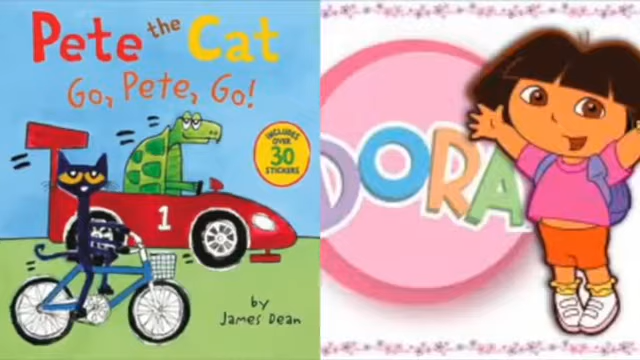 Pete the Cat
Go, Pete, Go!
INCLUDES
OVER
30
STICKERS
1
by
James Dean
DORA